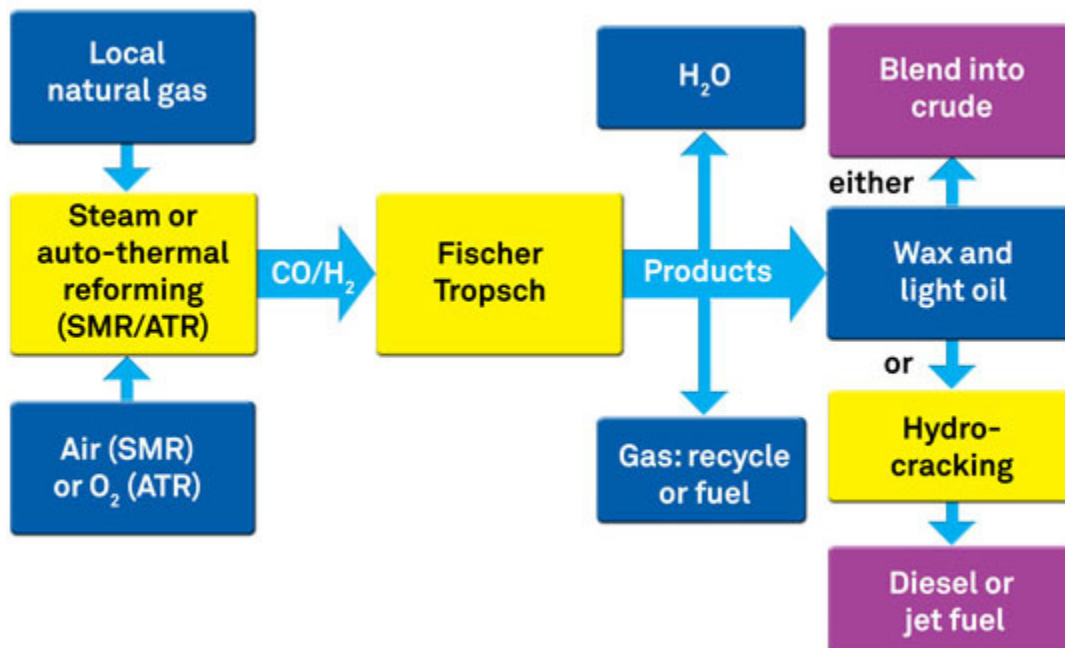 Local
natural gas
Steam or
auto-thermal
reforming
(SMR/ATR)
Air (SMR)
or O₂ (ATR)
CO/H₂
Fischer
Tropsch
Products
H₂O
Gas: recycle
or fuel
Blend into
crude
either
Wax and
light oil
or
Hydro-
cracking
Diesel or
jet fuel